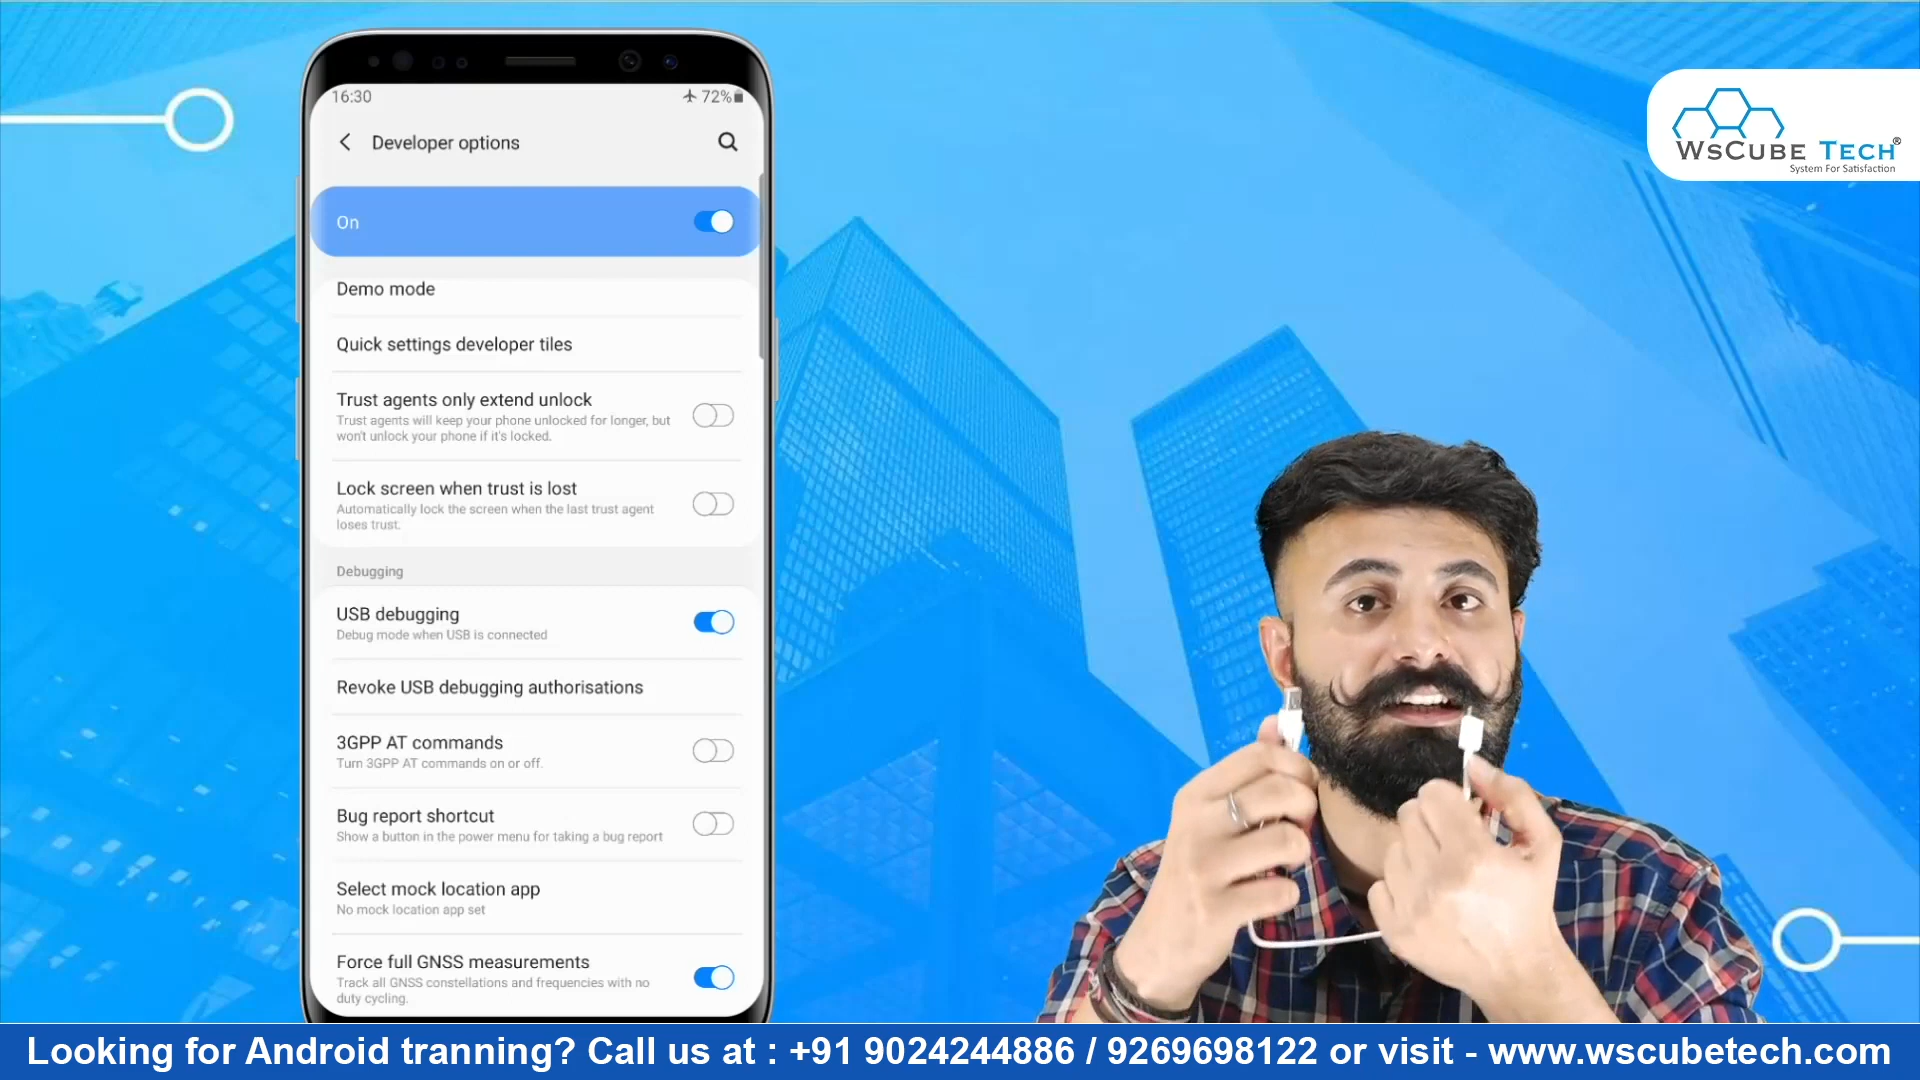 16:30
72%
Developer options
On
Demo mode
Quick settings developer tiles
Trust agents only extend unlock
Trust agents will keep your phone unlocked for longer, but
won't unlock your phone if it's locked.
Lock screen when trust is lost
Automatically lock the screen when the last trust agent
loses trust.
Debugging
USB debugging
Debug mode when USB is connected
Revoke USB debugging authorisations
3GPP AT commands
Turn 3GPP AT commands on or off.
Bug report shortcut
Show a button in the power menu for taking a bug report
Select mock location app
No mock location app set
Force full GNSS measurements
Track all GNSS constellations and frequencies with no
duty cycling.
WsCube Tech®
System For Satisfaction
Looking for Android tranning? Call us at : +91 9024244886 / 9269698122 or visit - www.wscubetech.com